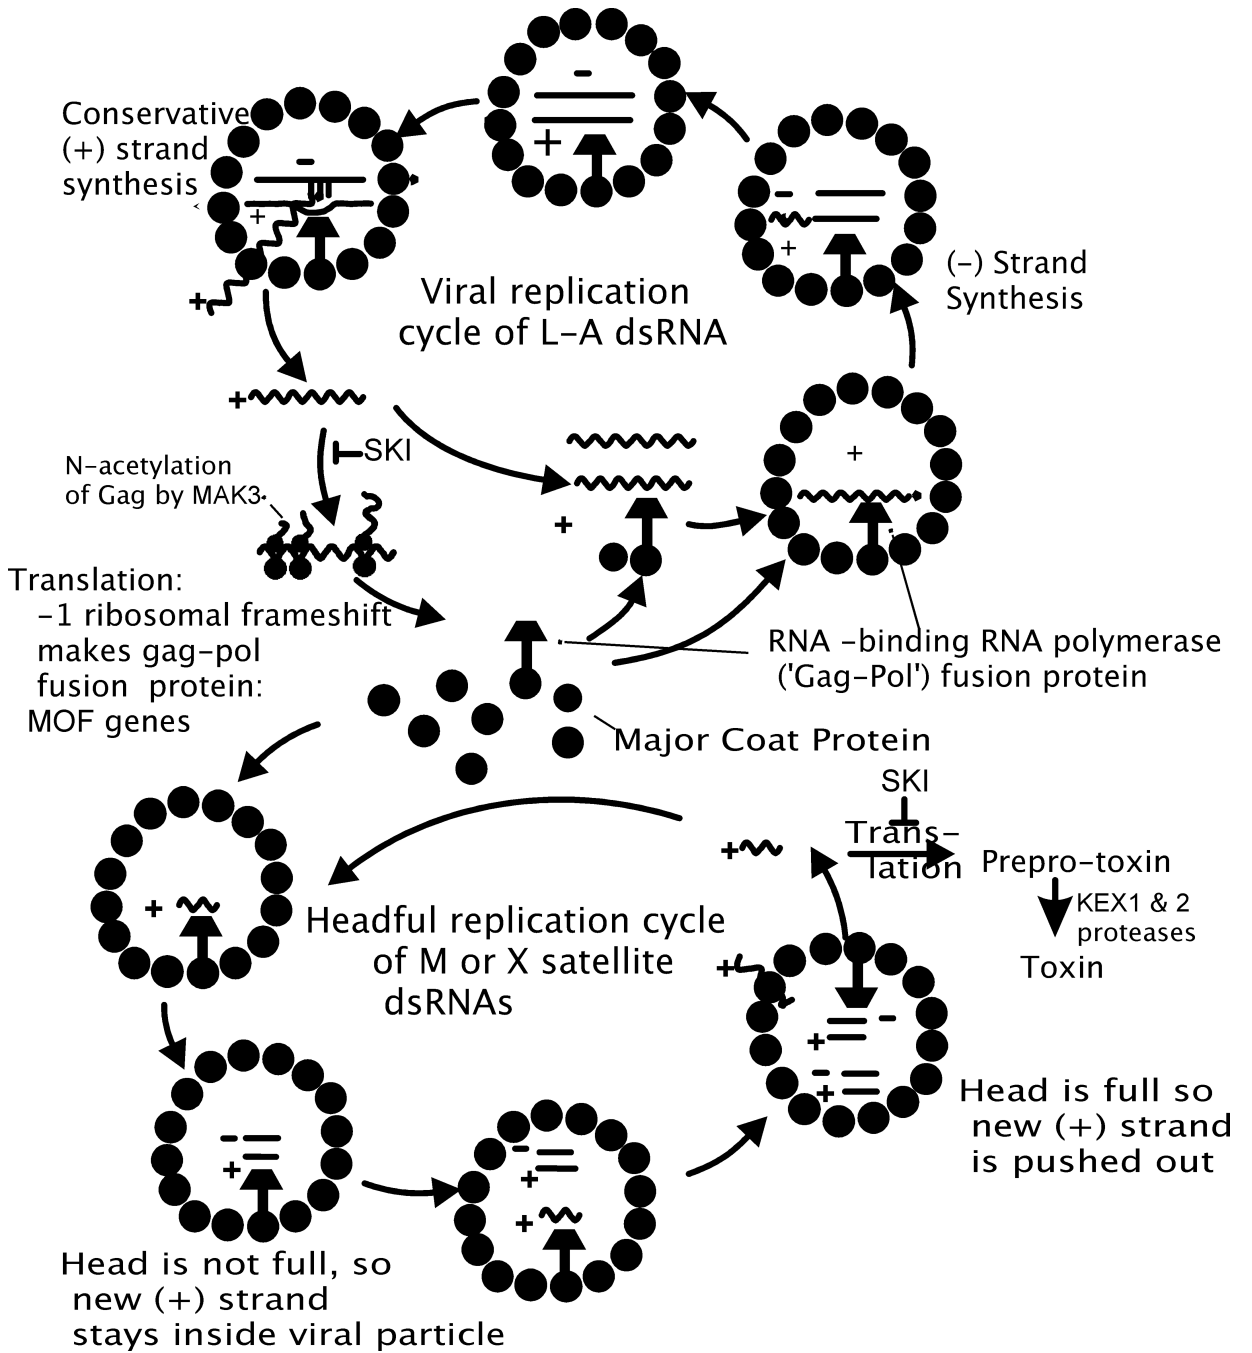 Conservative
(+) strand
synthesis
-
+
-
+
+
-
+
(-) Strand
Synthesis
Viral replication
cycle of L-A dsRNA
+
SKI
N-acetylation
of Gag by MAK3
+
+
Translation:
-1 ribosomal frameshift
makes gag-pol
fusion protein:
MOF genes
RNA -binding RNA polymerase
('Gag-Pol') fusion protein
Major Coat Protein
SKI
Trans-
lation
+
Prepro-toxin
KEX1 & 2
proteases
Toxin
+
Headful replication cycle
of M or X satellite
dsRNAs
+
-
+
-
+
-
+
-
+
+
Head is full so
new (+) strand
is pushed out
Head is not full, so
new (+) strand
stays inside viral particle